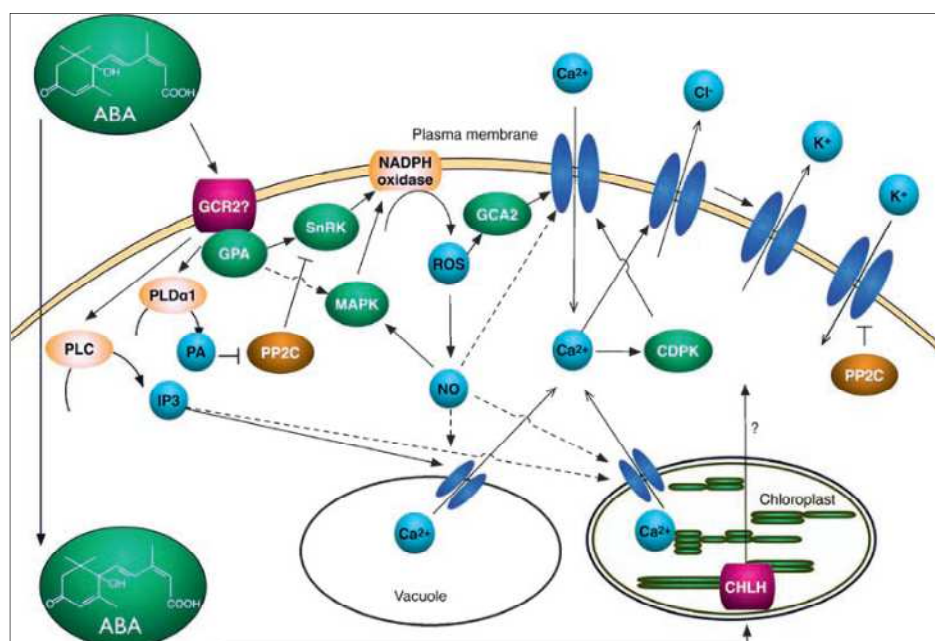 OH
O
COOH
ABA
Ca2+
Cl-
K+
K+
Plasma membrane
NADPH
oxidase
GCR2?
GCA2
SnRK
GPA
ROS
MAPK
PLDα1
PLC
PA
PP2C
Ca2+
CDPK
PP2C
IP3
NO
?
Chloroplast
Ca2+
Ca2+
Vacuole
CHLH
OH
O
COOH
ABA